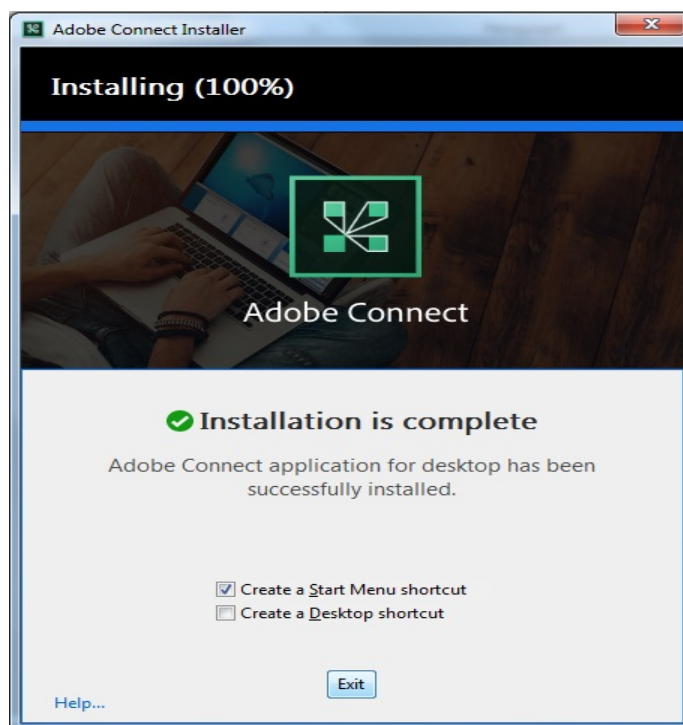 Adobe Connect Installer
Installing (100%)
Adobe Connect
Installation is complete
Adobe Connect application for desktop has been
successfully installed.
Create a Start Menu shortcut
Create a Desktop shortcut
Exit
Help...